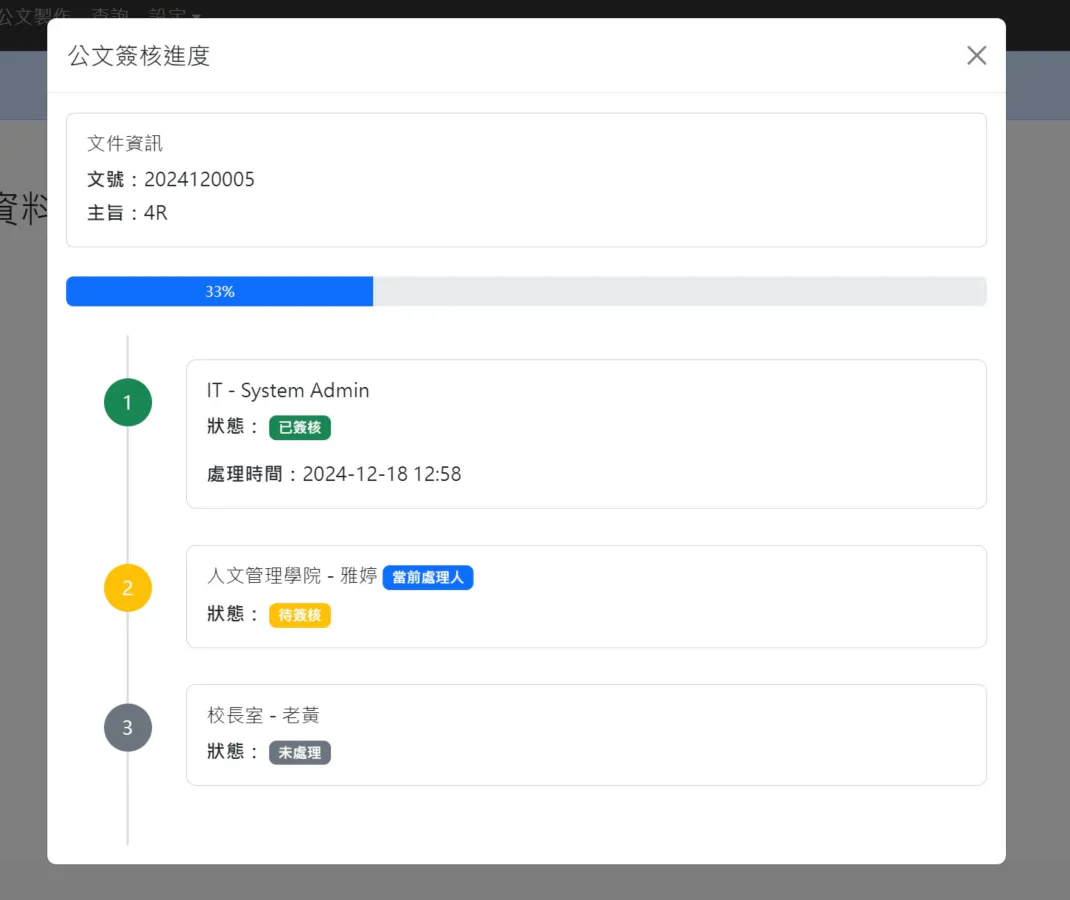 公文製作 查詢 設定
公文簽核進度
資料
文件資訊
文號：2024120005
主旨：4R
33%
1
IT - System Admin
狀態： 已簽核
處理時間：2024-12-18 12:58
2
人文管理學院 - 雅婷 當前處理人
狀態： 待簽核
3
校長室 - 老黃
狀態： 未處理